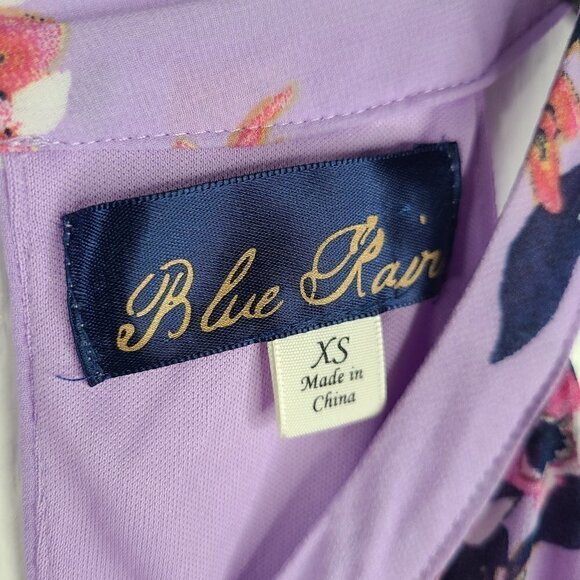 Blue Rain
XS
Made in
China